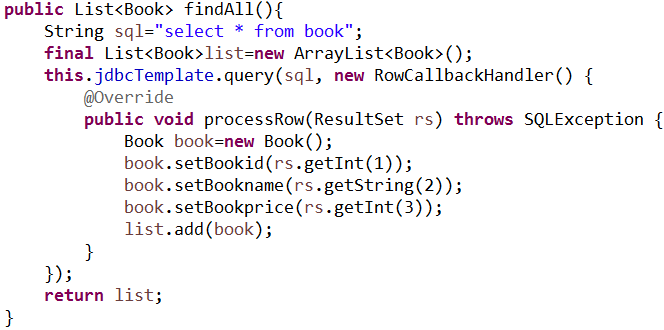 public List<Book> findAll(){
    String sql="select * from book";
    final List<Book>list=new ArrayList<Book>();
    this.jdbcTemplate.query(sql, new RowCallbackHandler() {
        @Override
        public void processRow(ResultSet rs) throws SQLException {
            Book book=new Book();
            book.setBookid(rs.getInt(1));
            book.setBookname(rs.getString(2));
            book.setBookprice(rs.getInt(3));
            list.add(book);
        }
    });
    return list;
}